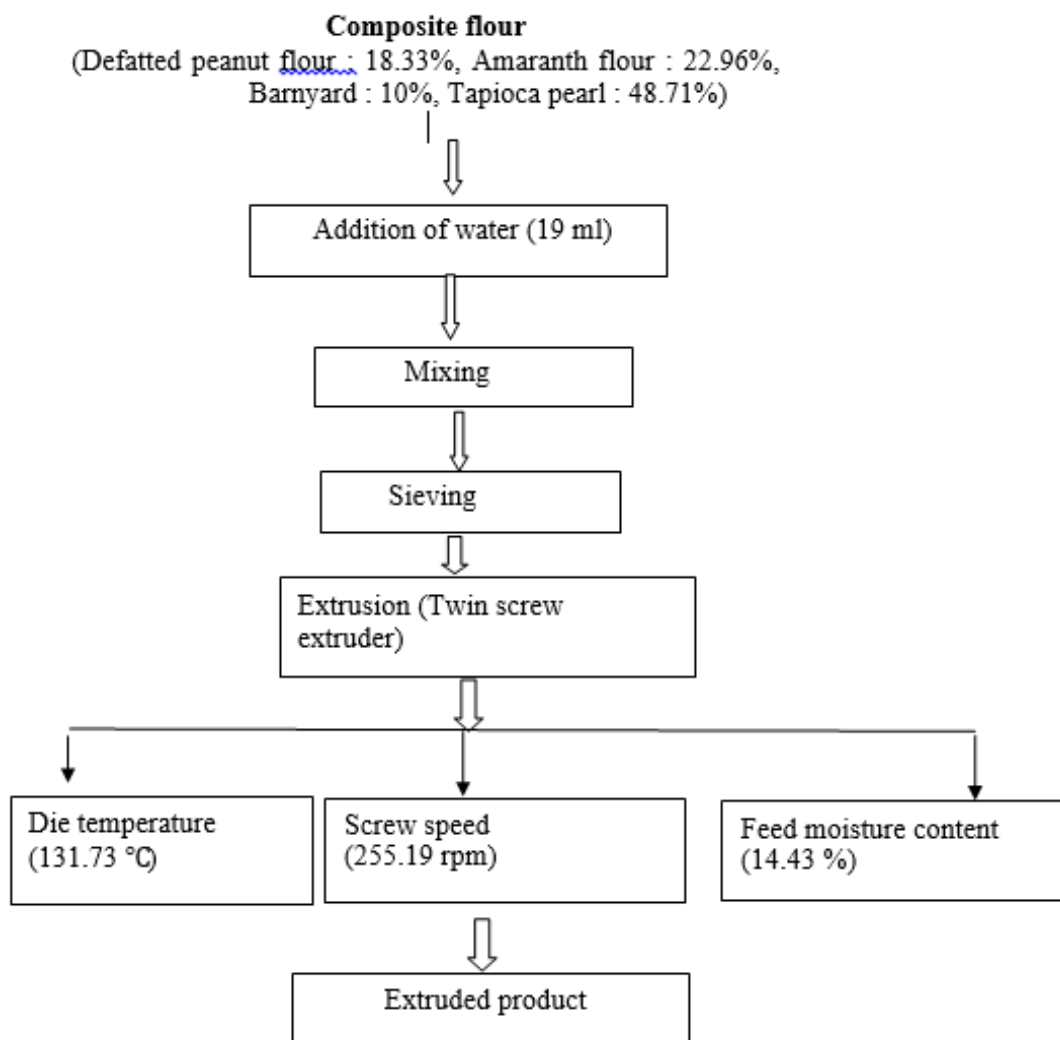 Composite flour
(Defatted peanut flour : 18.33%, Amaranth flour : 22.96%,
Barnyard : 10%, Tapioca pearl : 48.71%)
Addition of water (19 ml)
Mixing
Sieving
Extrusion (Twin screw
extruder)
Die temperature
(131.73 °C)
Screw speed
(255.19 rpm)
Feed moisture content
(14.43 %)
Extruded product